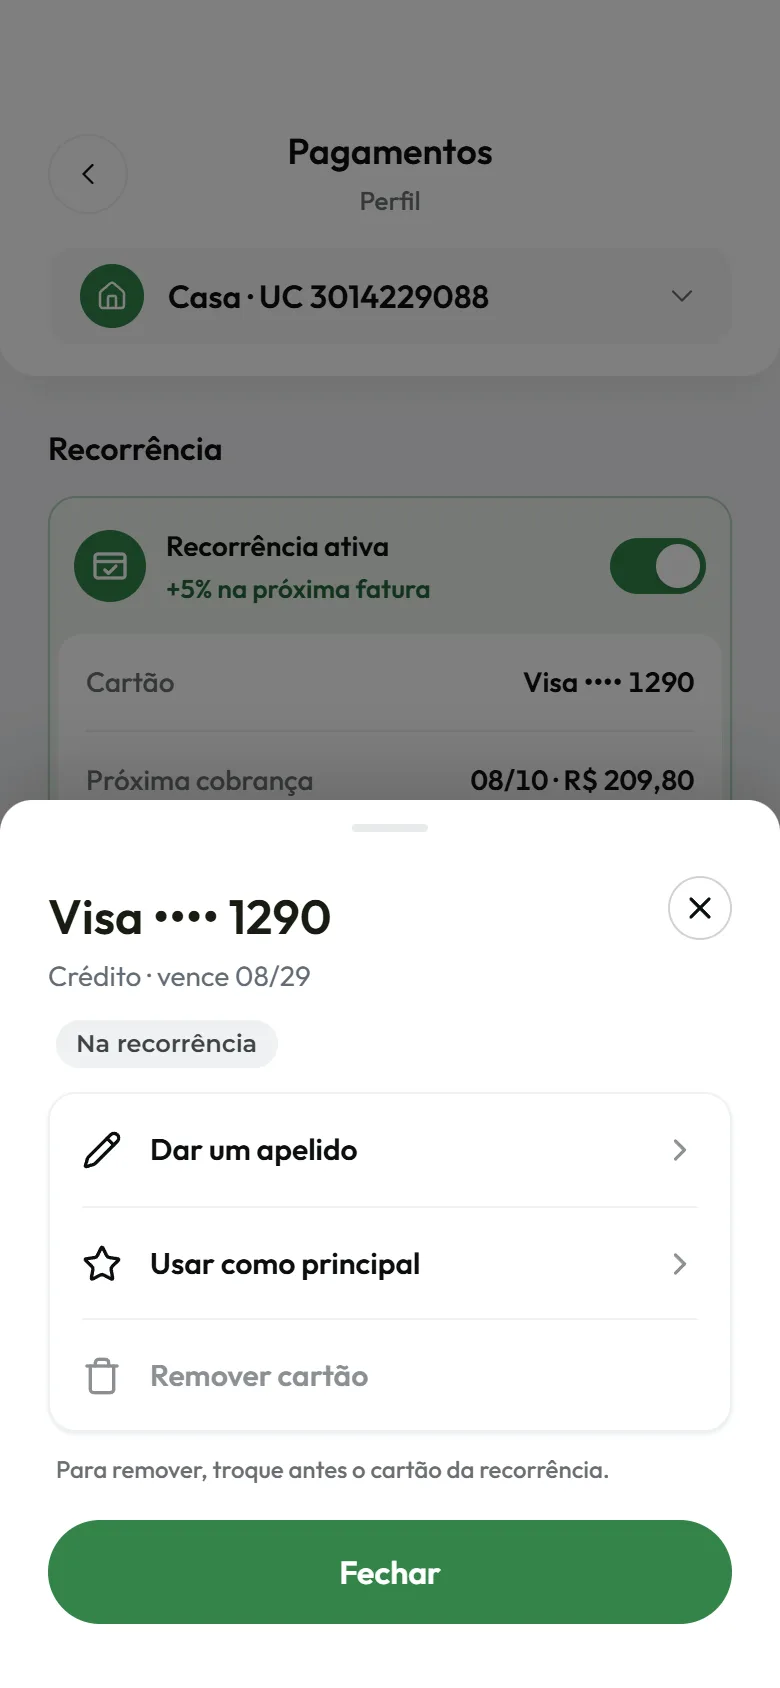 Pagamentos
Perfil
Casa · UC 3014229088
Recorrência
Recorrência ativa
+5% na próxima fatura
Cartão
Visa •••• 1290
Próxima cobrança
08/10 · R$ 209,80
Visa •••• 1290
Crédito · vence 08/29
Na recorrência
Dar um apelido
Usar como principal
Remover cartão
Para remover, troque antes o cartão da recorrência.
Fechar